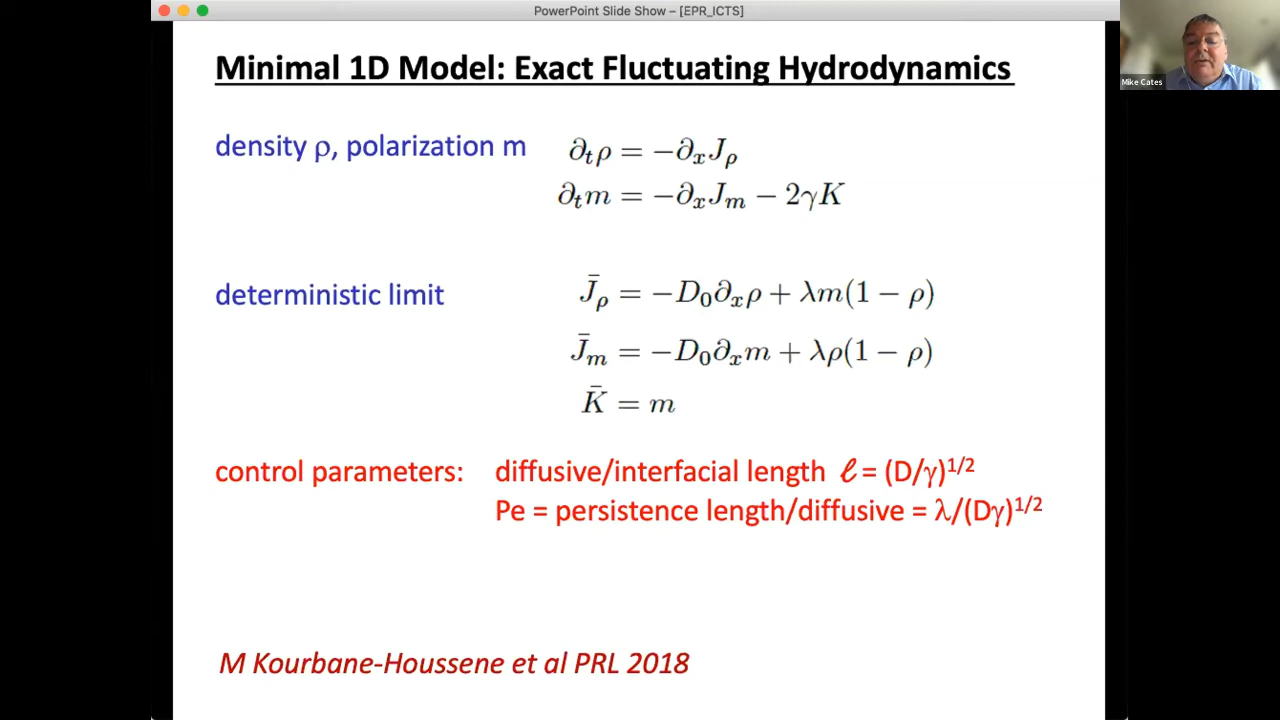 PowerPoint Slide Show – [EPR_ICTS]
Mike Cates
Minimal 1D Model: Exact Fluctuating Hydrodynamics
density ρ, polarization m
∂ₜρ = −∂ₓJ_ρ
∂ₜm = −∂ₓJ_m − 2γK
deterministic limit
J̄_ρ = −D₀∂ₓρ + λm(1 − ρ)
J̄_m = −D₀∂ₓm + λρ(1 − ρ)
K̄ = m
control parameters: diffusive/interfacial length ℓ = (D/γ)^1/2
Pe = persistence length/diffusive = λ/(Dγ)^1/2
M Kourbane-Houssene et al PRL 2018